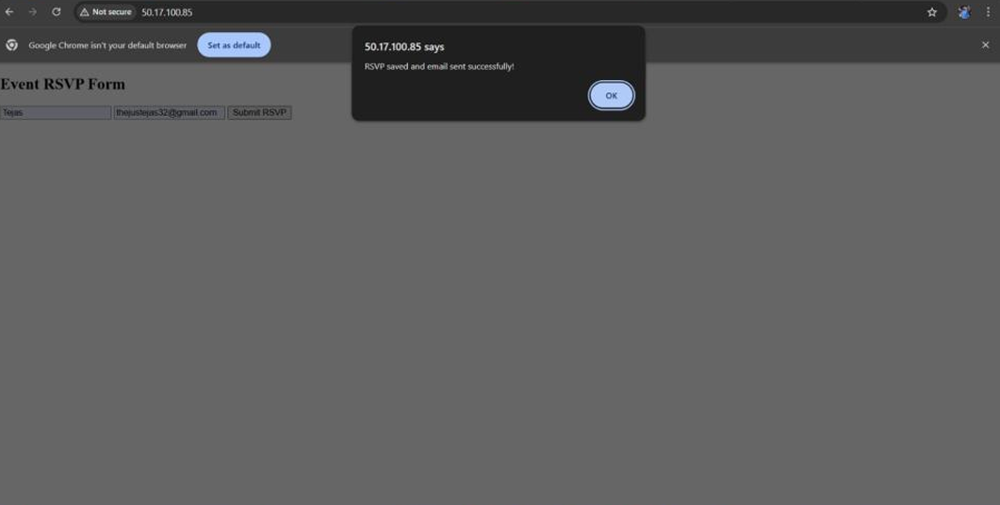 Not secure 50.17.100.85
Google Chrome isn't your default browser Set as default
50.17.100.85 says
RSVP saved and email sent successfully!
OK
Event RSVP Form
Tejas thejustejas32@gmail.com Submit RSVP